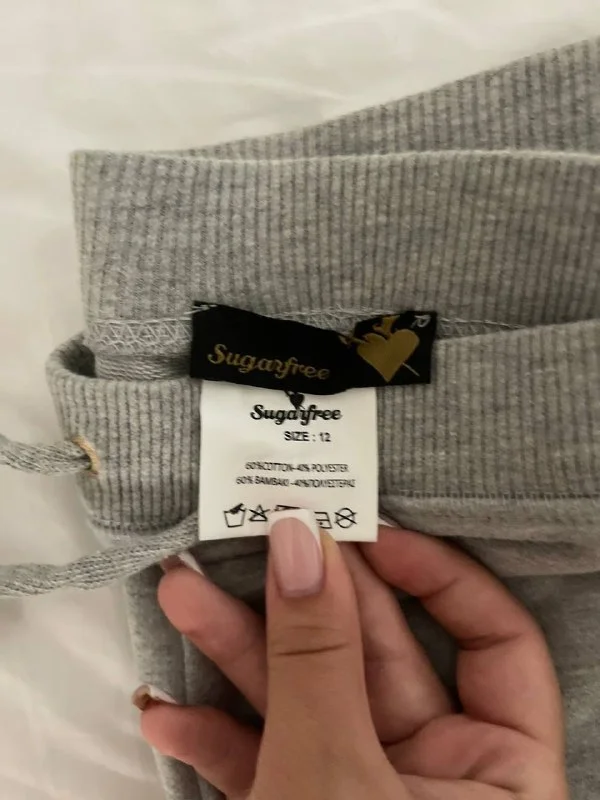 Sugarfree
R
Sugarfree
SIZE : 12
60%COTTON-40% POLYESTER
60% ΒΑΜΒΑΚΙ -40%ΠΟΛΥΕΣΤΕΡΑΣ